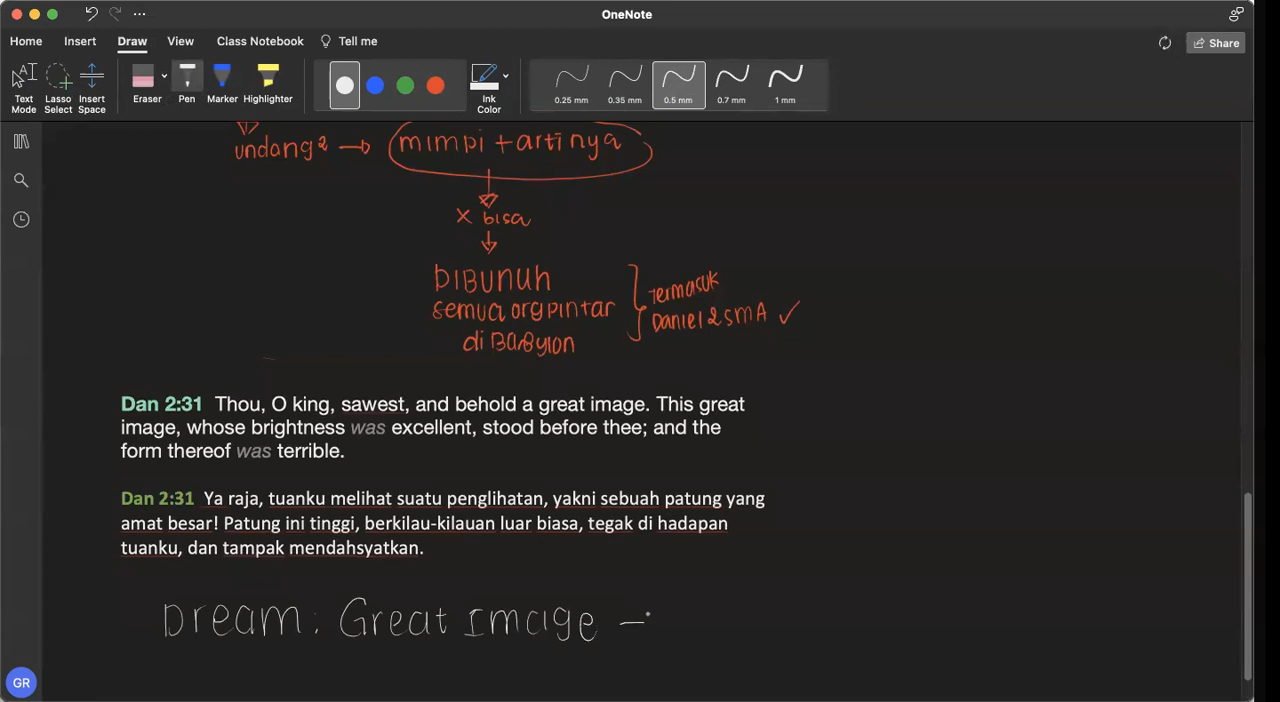 OneNote
Home Insert Draw View Class Notebook Tell me
Share
Text Mode
Lasso Select
Insert Space
Eraser
Pen
Marker
Highlighter
Ink Color
0.25 mm
0.35 mm
0.5 mm
0.7 mm
1 mm
undang² → mimpi + artinya
x bisa
DIBUNUH
semua org pintar
di Babylon
Termasuk
Daniel & SMA ✓
Dan 2:31 Thou, O king, sawest, and behold a great image. This great
image, whose brightness was excellent, stood before thee; and the
form thereof was terrible.
Dan 2:31 Ya raja, tuanku melihat suatu penglihatan, yakni sebuah patung yang
amat besar! Patung ini tinggi, berkilau-kilauan luar biasa, tegak di hadapan
tuanku, dan tampak mendahsyatkan.
Dream: Great Image –
GR